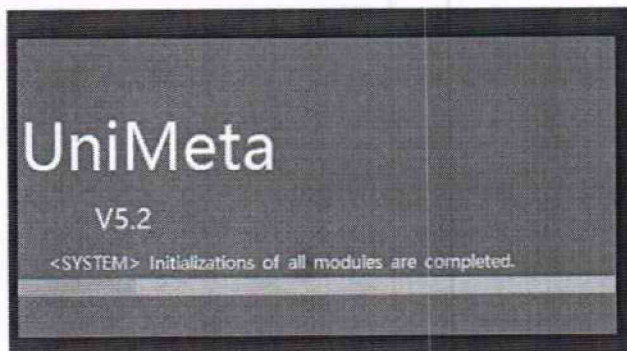 UniMeta
V5.2
<SYSTEM> Initializations of all modules are completed.